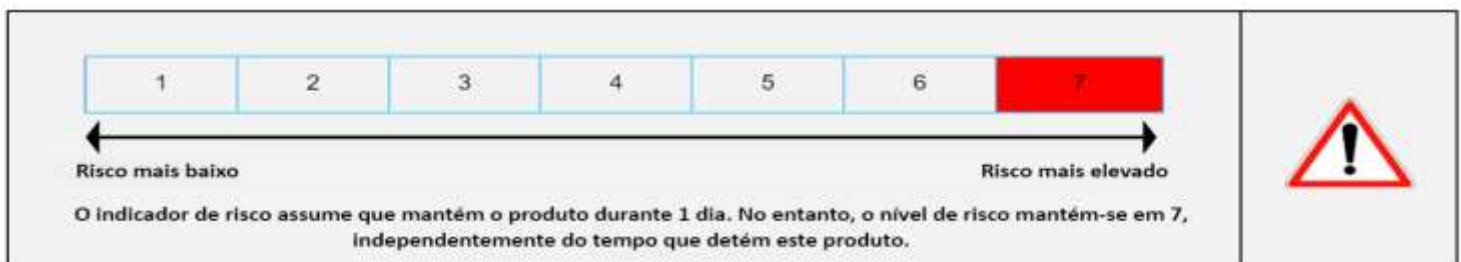 1 2 3 4 5 6 7
Risco mais baixo Risco mais elevado
O indicador de risco assume que mantém o produto durante 1 dia. No entanto, o nível de risco mantém-se em 7,
independentemente do tempo que detém este produto.